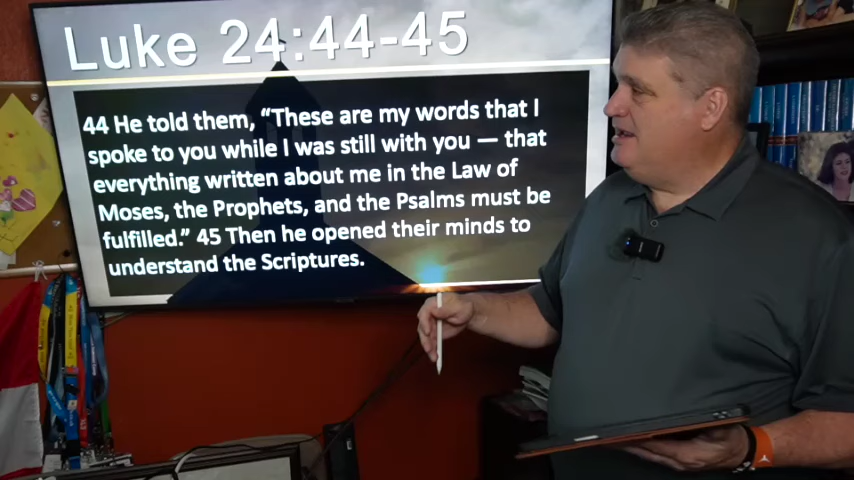 Luke 24:44-45
44 He told them, “These are my words that I
spoke to you while I was still with you — that
everything written about me in the Law of
Moses, the Prophets, and the Psalms must be
fulfilled.” 45 Then he opened their minds to
understand the Scriptures.